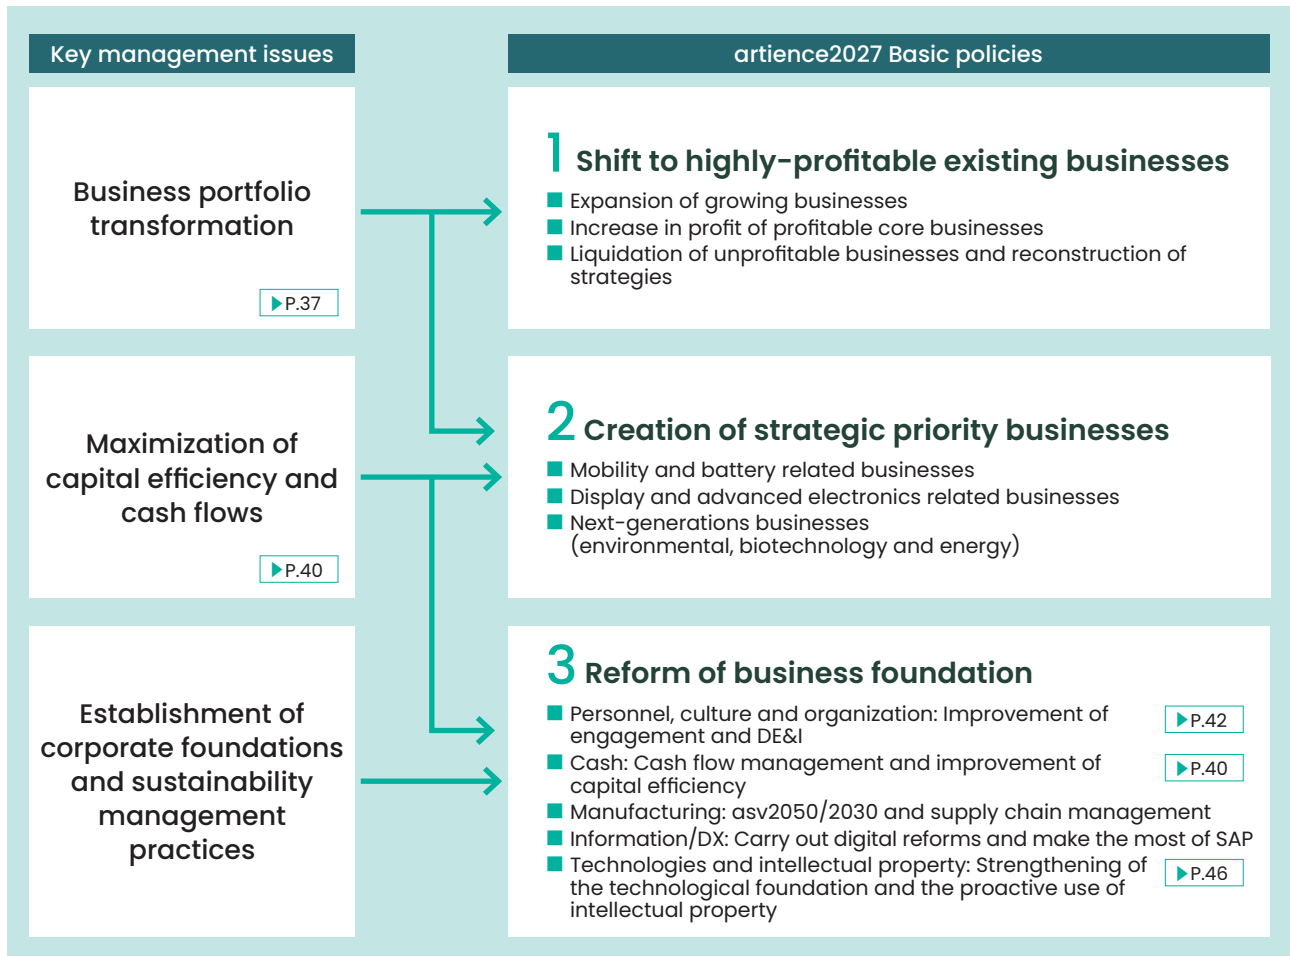 Key management issues
artience2027 Basic policies
Business portfolio
transformation
P.37
1 Shift to highly-profitable existing businesses
Expansion of growing businesses
Increase in profit of profitable core businesses
Liquidation of unprofitable businesses and reconstruction of
strategies
Maximization of
capital efficiency and
cash flows
P.40
2 Creation of strategic priority businesses
Mobility and battery related businesses
Display and advanced electronics related businesses
Next-generations businesses
(environmental, biotechnology and energy)
Establishment of
corporate foundations
and sustainability
management
practices
3 Reform of business foundation
Personnel, culture and organization: Improvement of
engagement and DE&I
P.42
Cash: Cash flow management and improvement of
capital efficiency
P.40
Manufacturing: asv2050/2030 and supply chain management
Information/DX: Carry out digital reforms and make the most of SAP
Technologies and intellectual property: Strengthening of
the technological foundation and the proactive use of
intellectual property
P.46